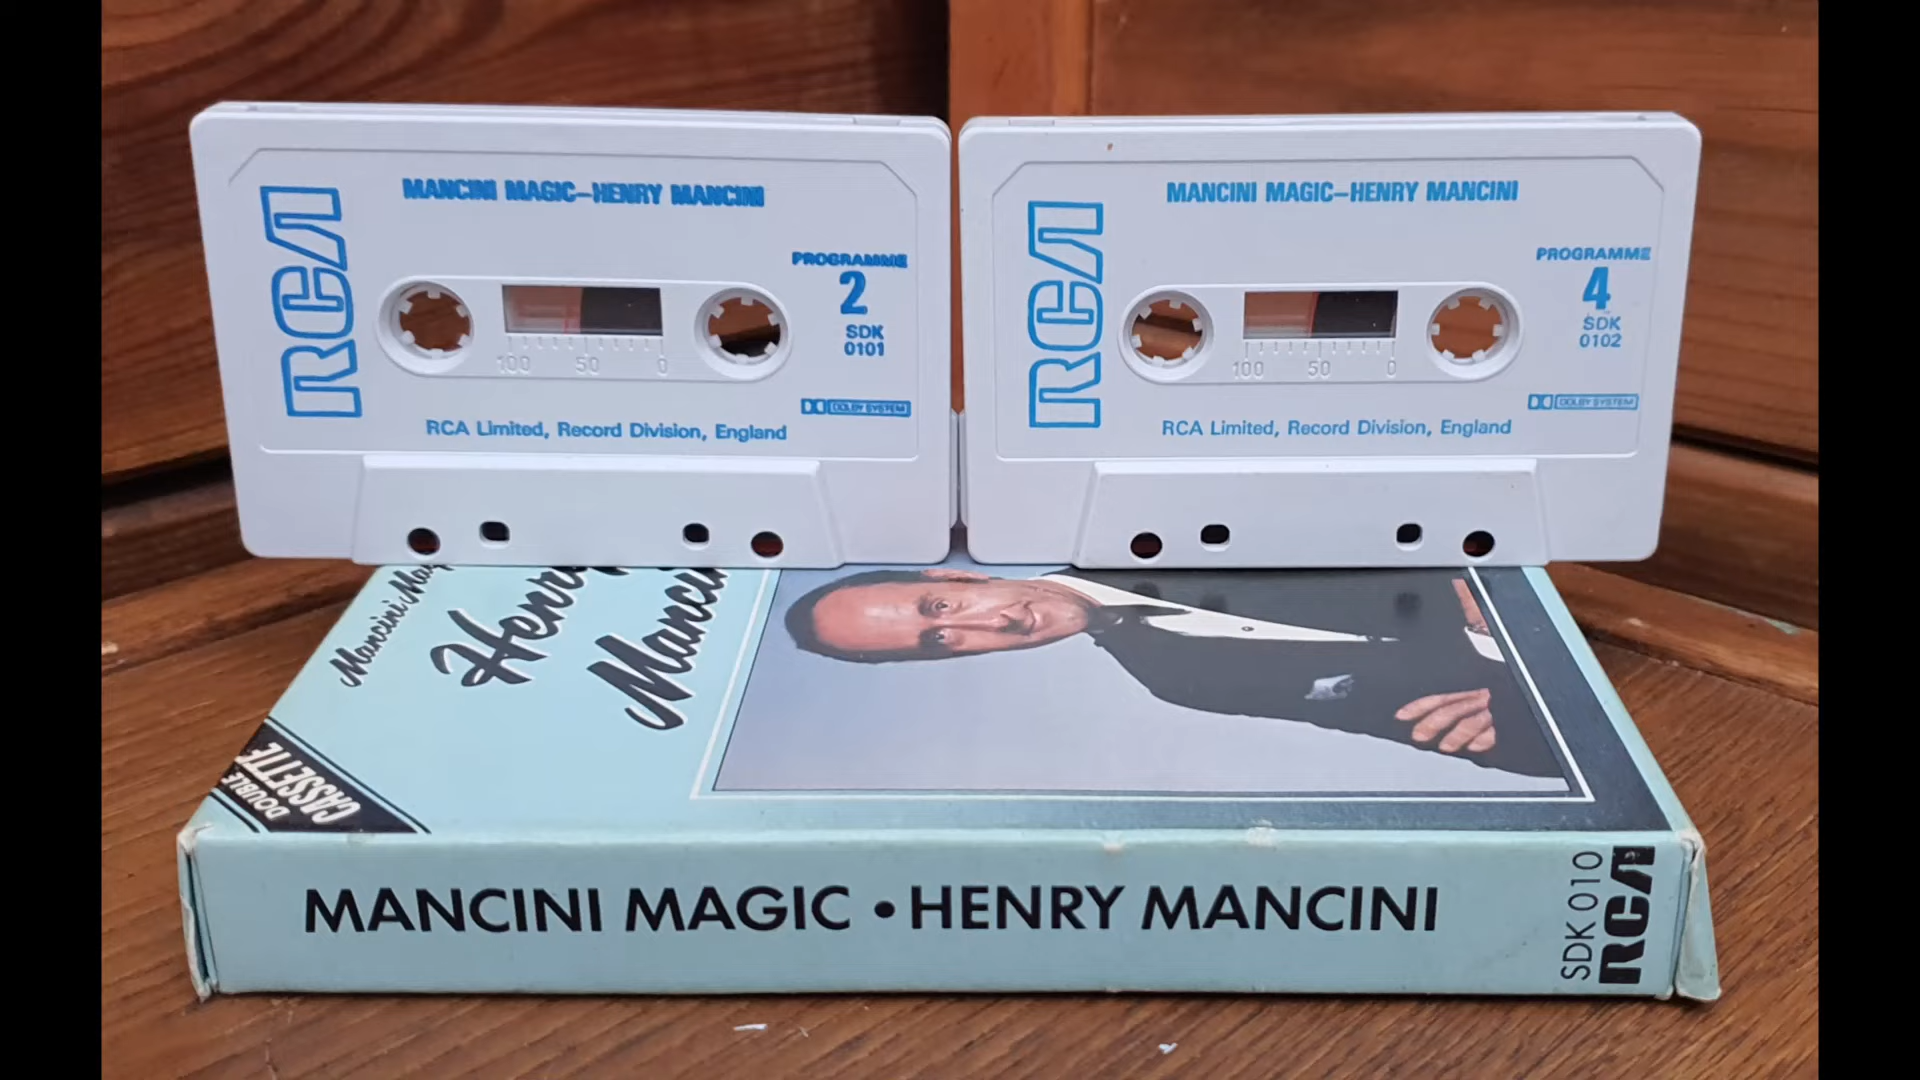 MANCINI MAGIC–HENRY MANCINI
RCA
PROGRAMME
2
SDK
0101
100 50 0
DOLBY SYSTEM
RCA Limited, Record Division, England
MANCINI MAGIC–HENRY MANCINI
RCA
PROGRAMME
4
SDK
0102
100 50 0
DOLBY SYSTEM
RCA Limited, Record Division, England
Mancini
Henry
DOUBLE
CASSETTE
MANCINI MAGIC • HENRY MANCINI
SDK 010
RCA